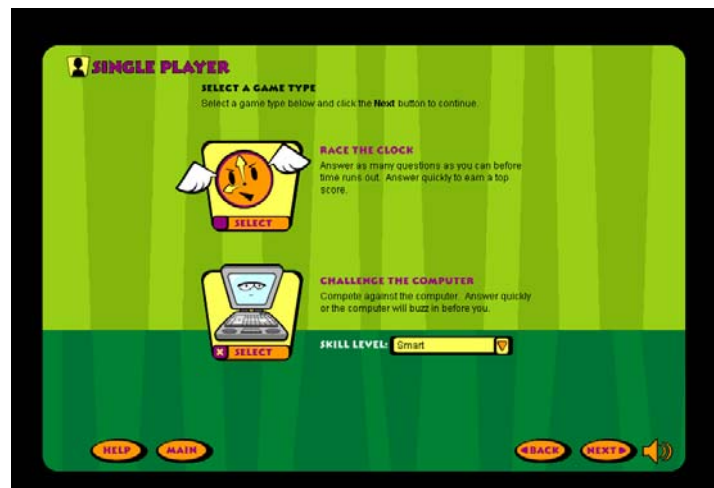 SINGLE PLAYER
SELECT A GAME TYPE
Select a game type below and click the Next button to continue.
RACE THE CLOCK
Answer as many questions as you can before
time runs out. Answer quickly to earn a top
score.
SELECT
CHALLENGE THE COMPUTER
Compete against the computer. Answer quickly
or the computer will buzz in before you.
SKILL LEVEL: Smart
X SELECT
HELP MAIN BACK NEXT